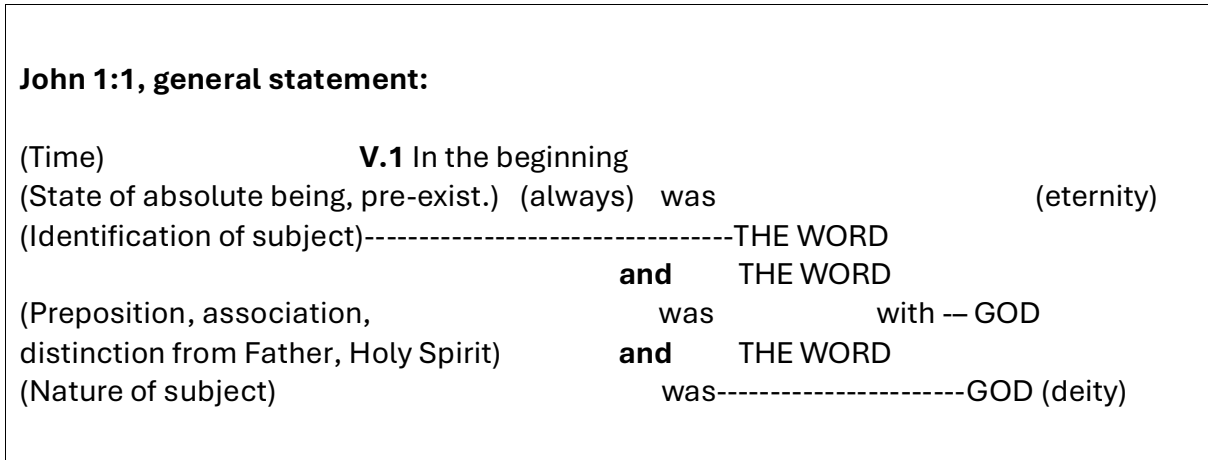 John 1:1, general statement:
(Time) V.1 In the beginning
(State of absolute being, pre-exist.) (always) was (eternity)
(Identification of subject)----------------------------------THE WORD
and THE WORD
(Preposition, association, was with -– GOD
distinction from Father, Holy Spirit) and THE WORD
(Nature of subject) was-----------------------GOD (deity)